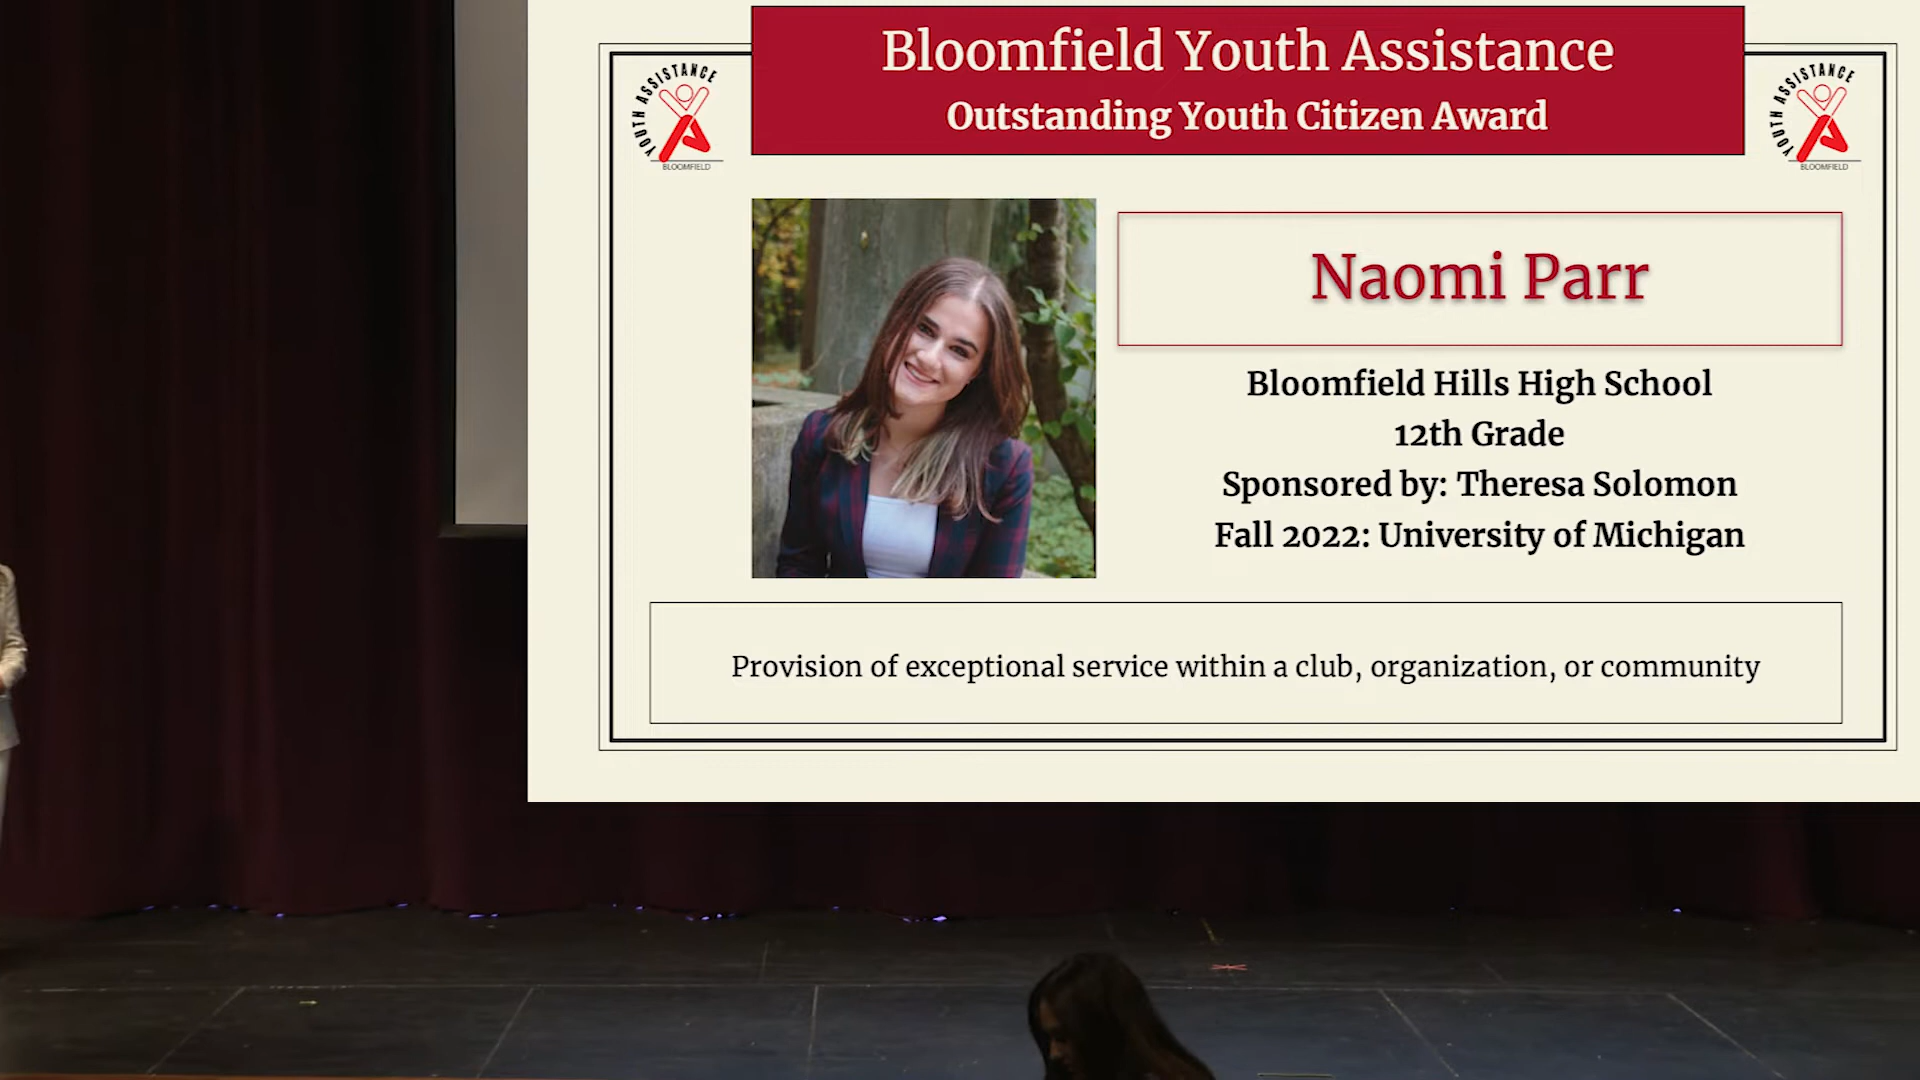 Bloomfield Youth Assistance
Outstanding Youth Citizen Award
YOUTH ASSISTANCE
BLOOMFIELD
YOUTH ASSISTANCE
BLOOMFIELD
Naomi Parr
Bloomfield Hills High School
12th Grade
Sponsored by: Theresa Solomon
Fall 2022: University of Michigan
Provision of exceptional service within a club, organization, or community